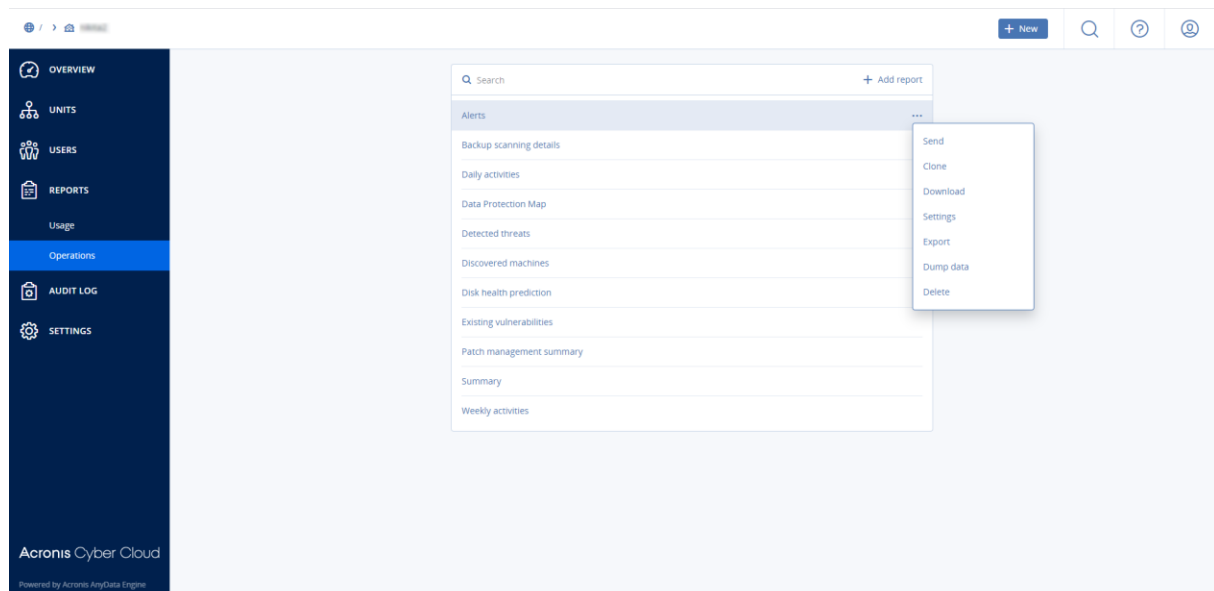 / >
+ New
OVERVIEW
UNITS
USERS
REPORTS
Usage
Operations
AUDIT LOG
SETTINGS
Acronis Cyber Cloud
Powered by Acronis AnyData Engine
Search
+ Add report
Alerts ...
Backup scanning details
Daily activities
Data Protection Map
Detected threats
Discovered machines
Disk health prediction
Existing vulnerabilities
Patch management summary
Summary
Weekly activities
Send
Clone
Download
Settings
Export
Dump data
Delete